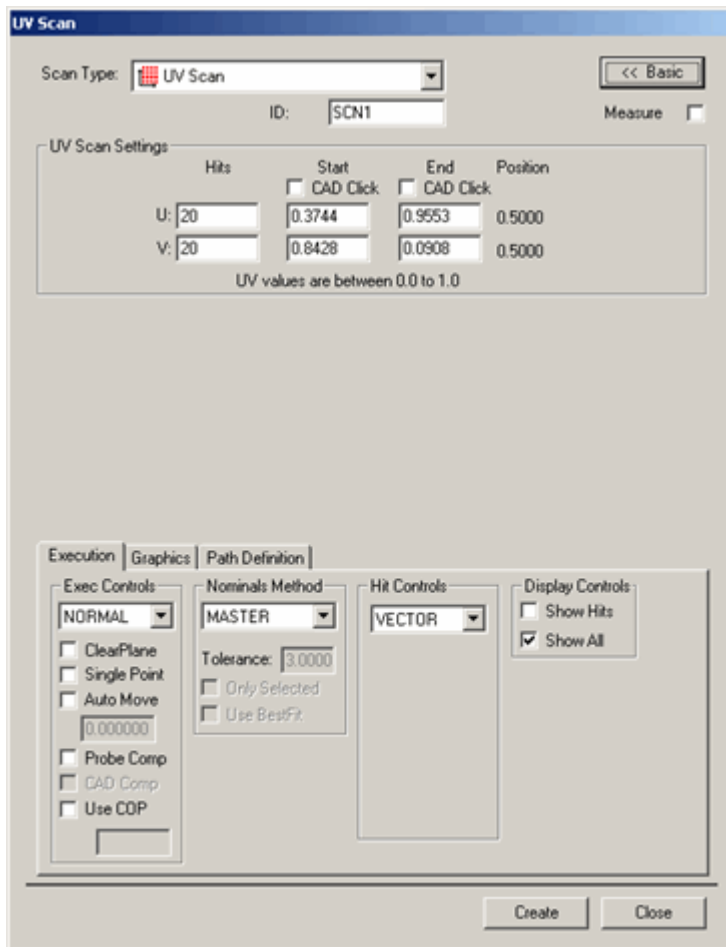 UV Scan
Scan Type: UV Scan << Basic
ID: SCN1 Measure
UV Scan Settings
Hits Start End Position
CAD Click CAD Click
U: 20 0.3744 0.9553 0.5000
V: 20 0.8428 0.0908 0.5000
UV values are between 0.0 to 1.0
Execution Graphics Path Definition
Exec Controls
NORMAL
ClearPlane
Single Point
Auto Move
0.000000
Probe Comp
CAD Comp
Use COP
Nominals Method
MASTER
Tolerance: 3.0000
Only Selected
Use BestFit
Hit Controls
VECTOR
Display Controls
Show Hits
Show All
Create Close